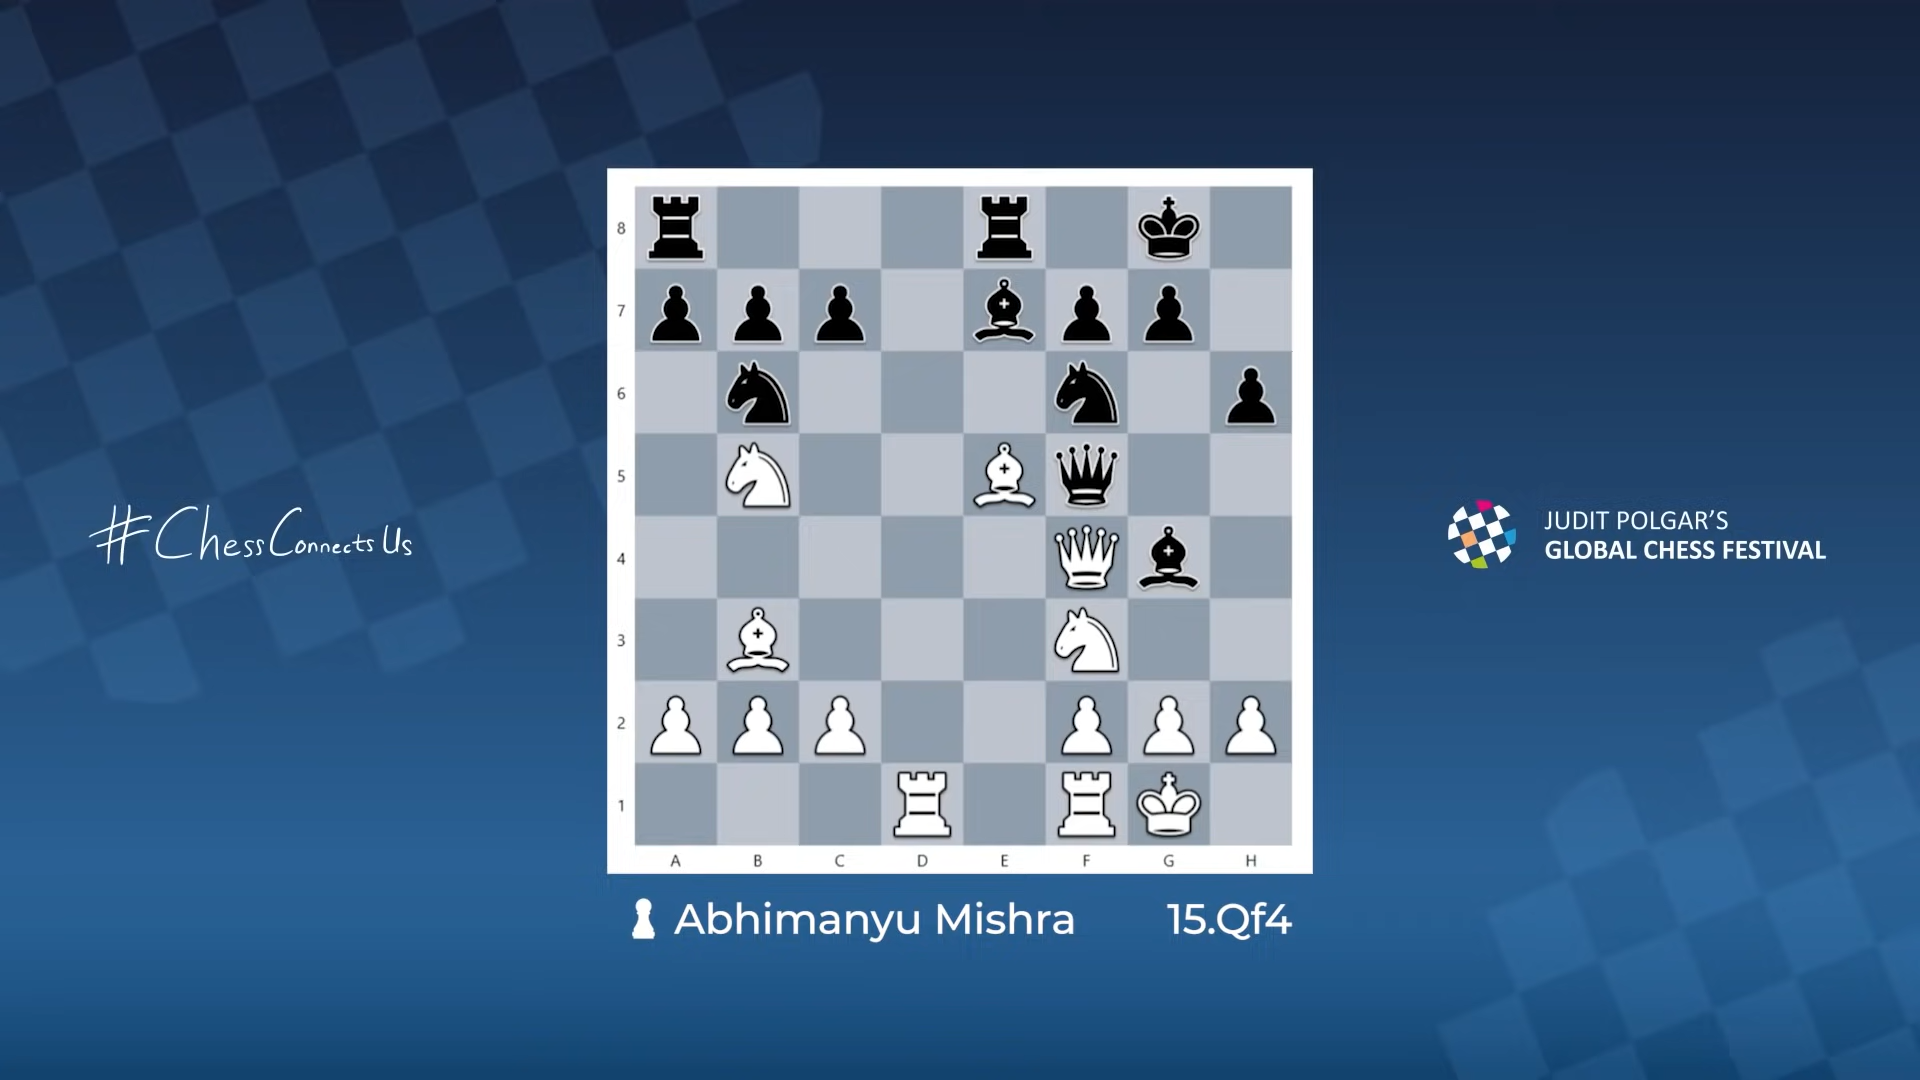 8
7
6
5
4
3
2
1
A B C D E F G H
#ChessConnectsUs
JUDIT POLGAR'S
GLOBAL CHESS FESTIVAL
Abhimanyu Mishra 15.Qf4